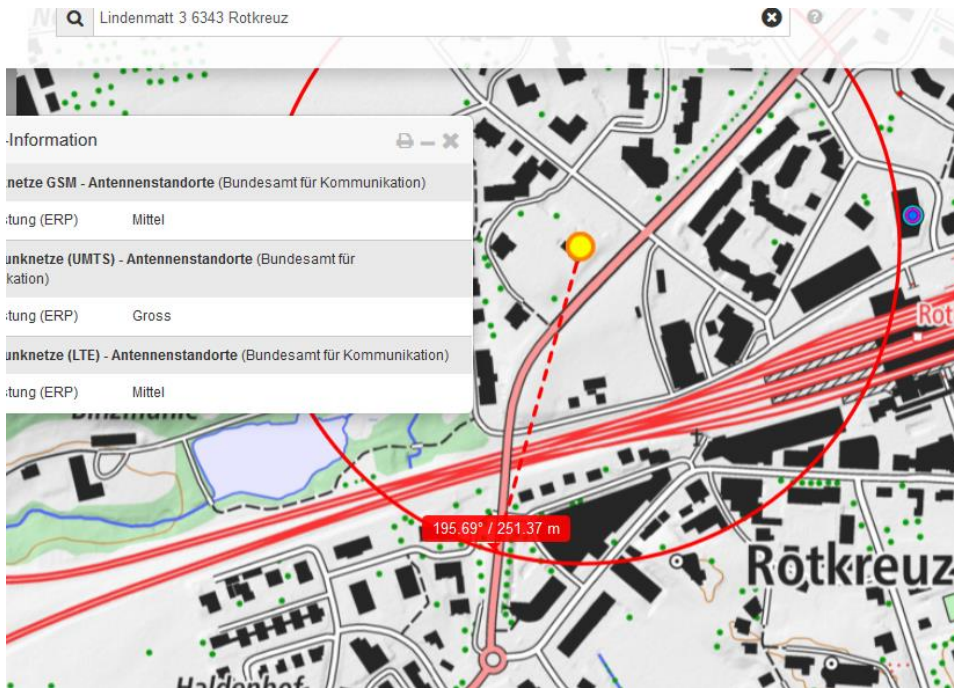 Lindenmatt 3 6343 Rotkreuz
-Information
netze GSM - Antennenstandorte (Bundesamt für Kommunikation)
tung (ERP) Mittel
unknetze (UMTS) - Antennenstandorte (Bundesamt für
kation)
tung (ERP) Gross
unknetze (LTE) - Antennenstandorte (Bundesamt für Kommunikation)
tung (ERP) Mittel
Rot
195.69° / 251.37 m
Rotkreuz